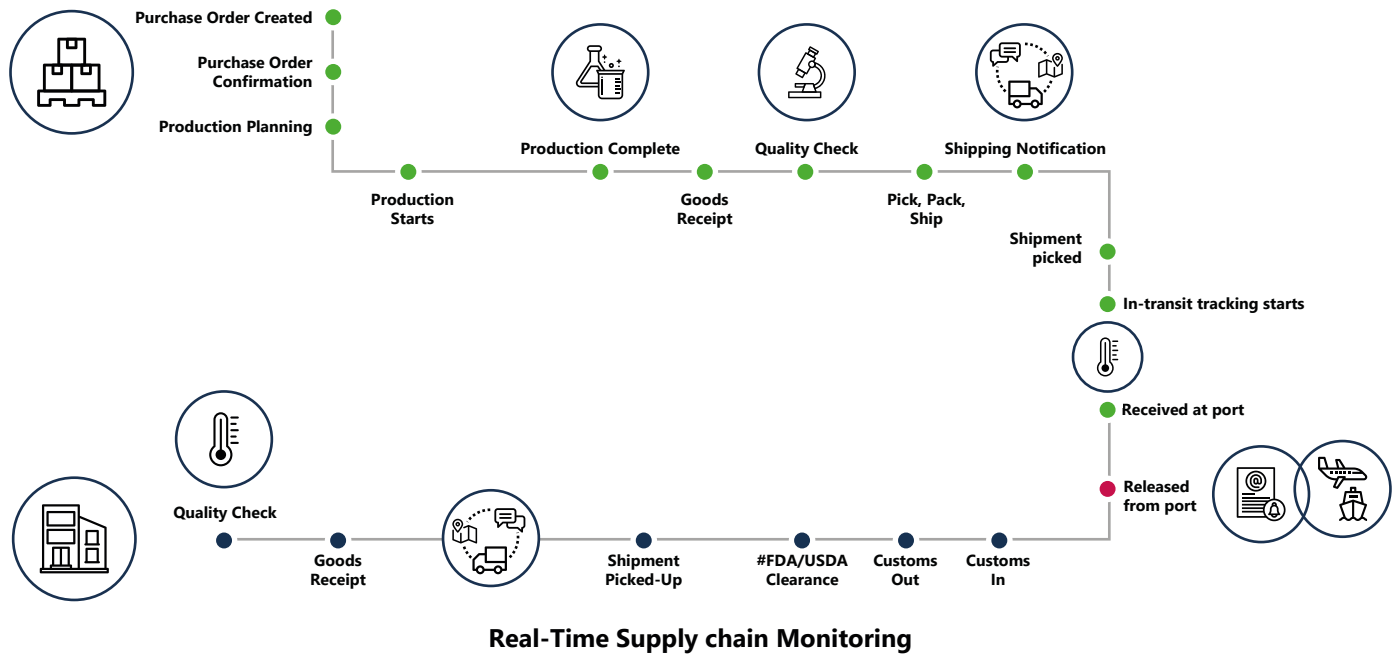 Purchase Order Created
Purchase Order
Confirmation
Production Planning
Production
Starts
Production Complete
Goods
Receipt
Quality Check
Pick, Pack,
Ship
Shipping Notification
Shipment
picked
In-transit tracking starts
Received at port
Released
from port
@
Customs
In
Customs
Out
#FDA/USDA
Clearance
Shipment
Picked-Up
Goods
Receipt
Quality Check
Real-Time Supply chain Monitoring